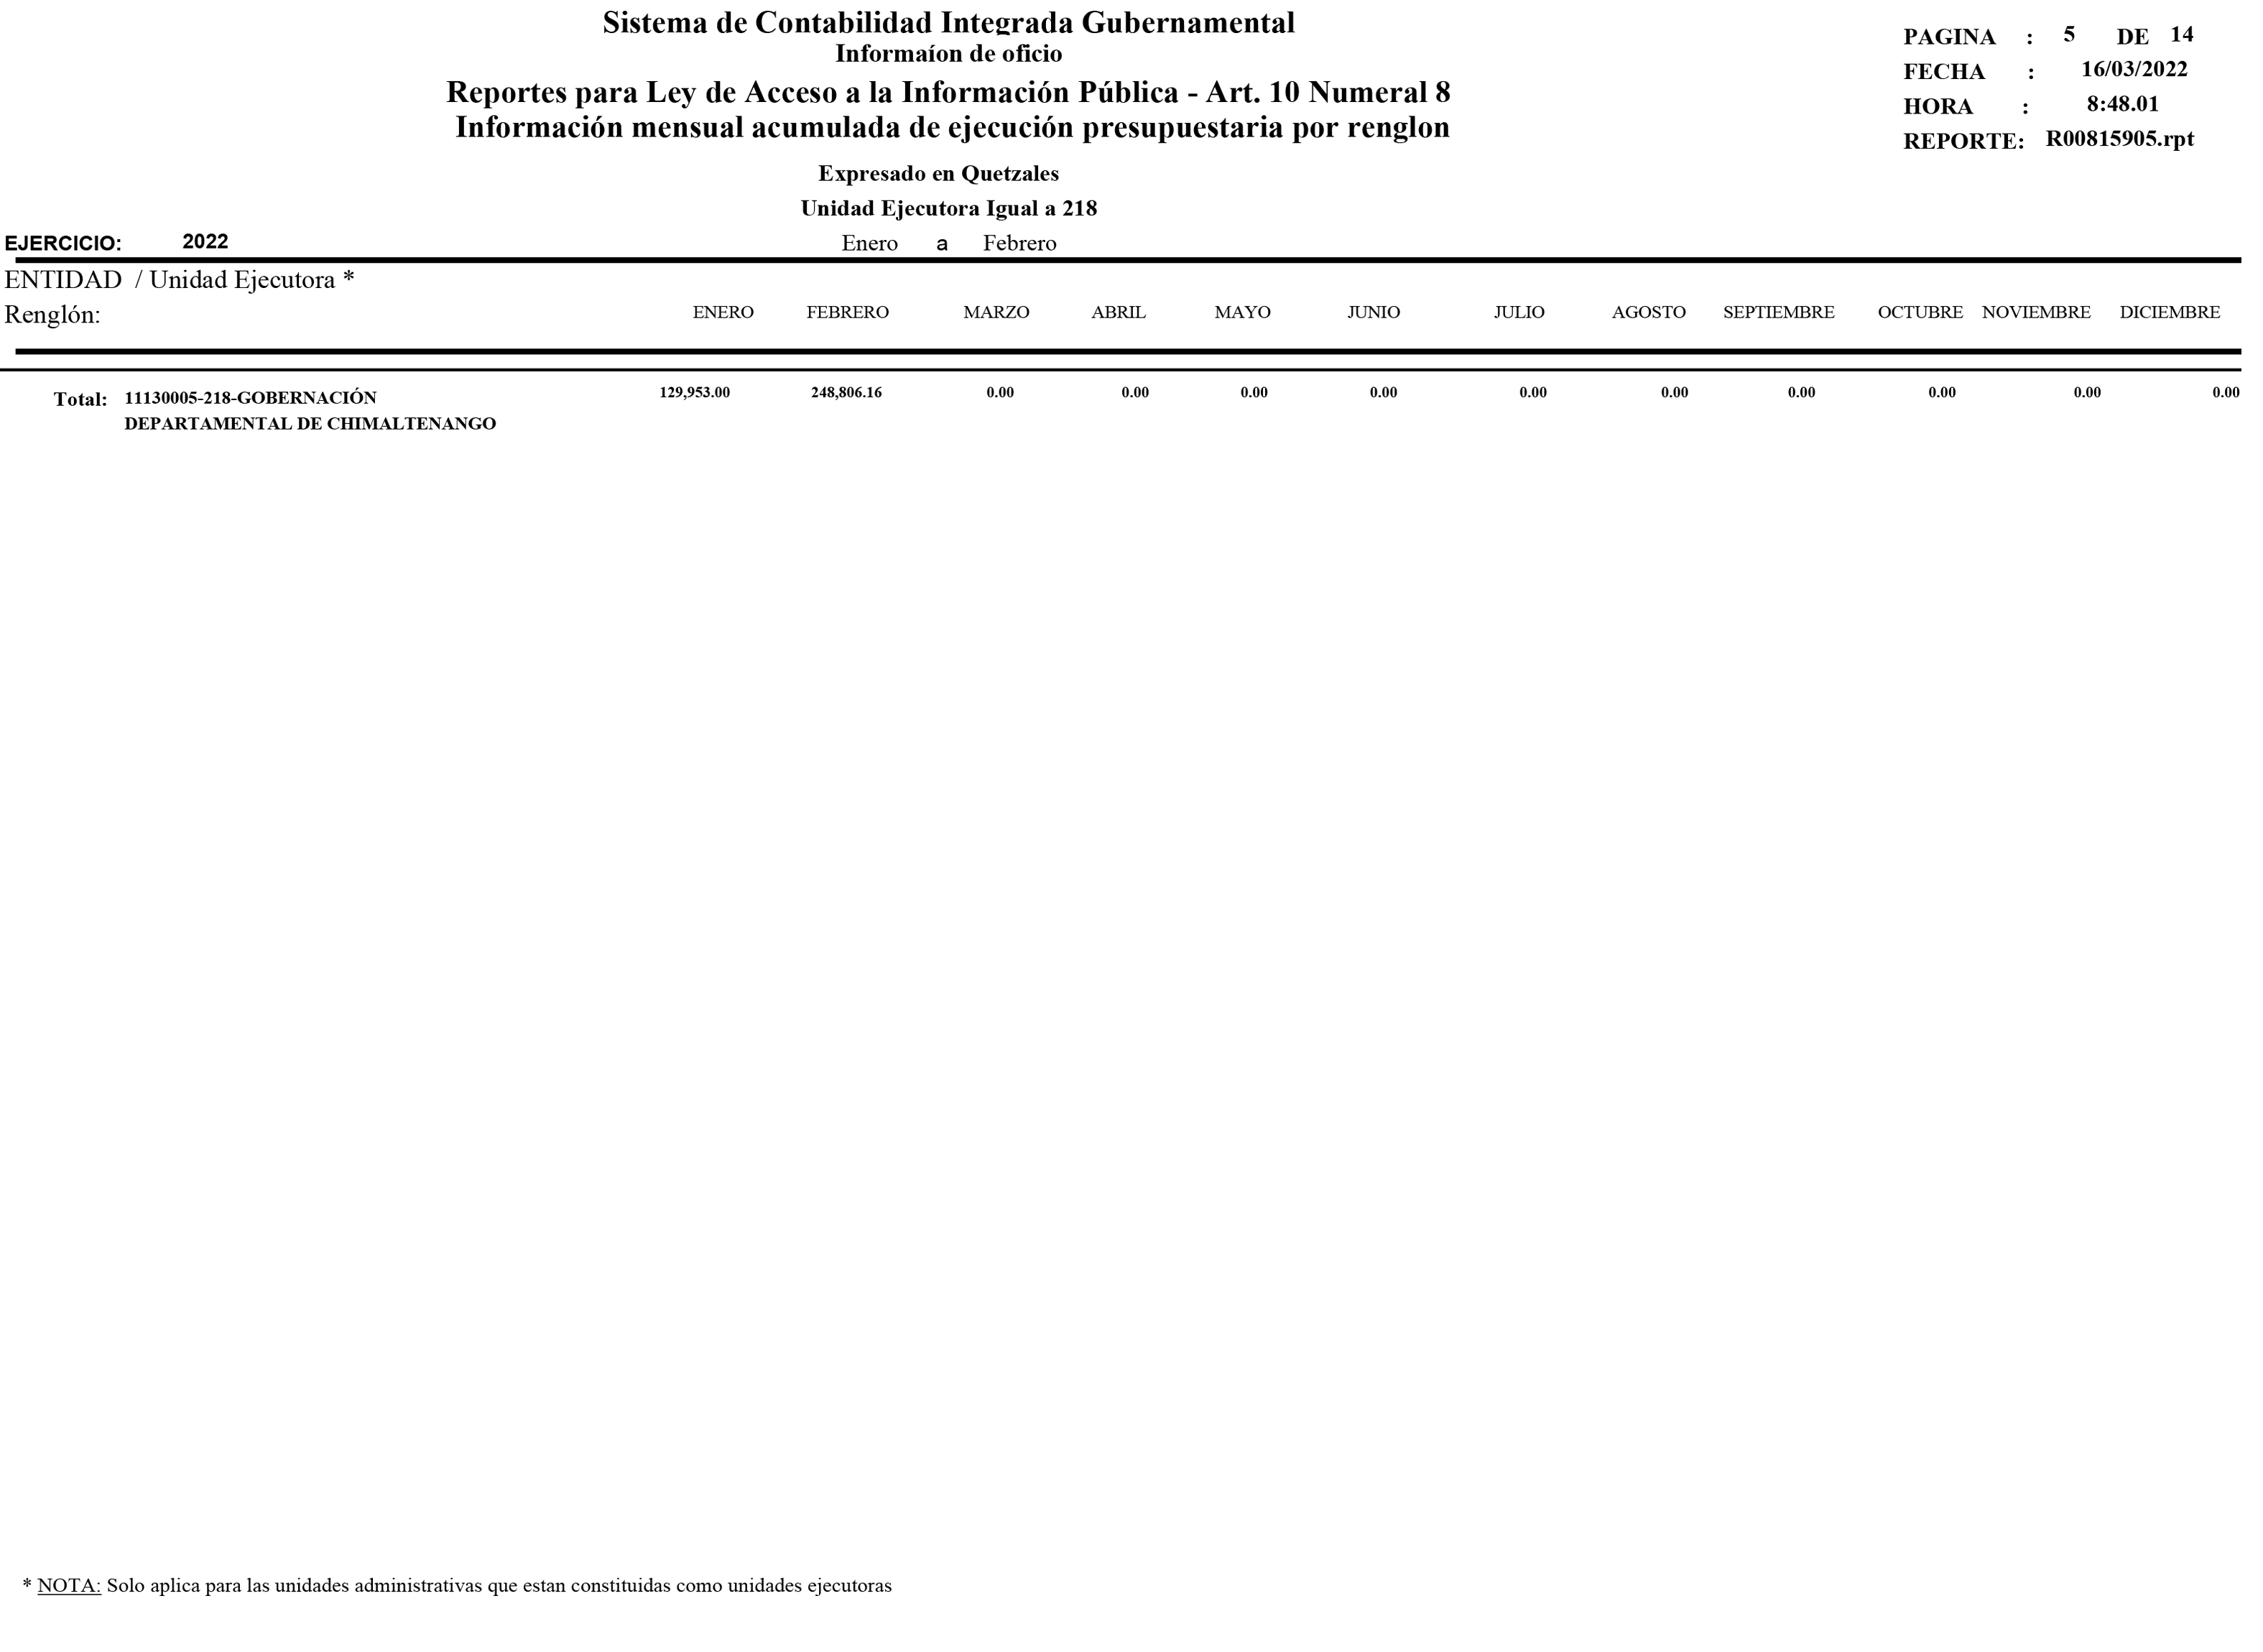 Sistema de Contabilidad Integrada Gubernamental
Informaíon de oficio
Reportes para Ley de Acceso a la Información Pública - Art. 10 Numeral 8
Información mensual acumulada de ejecución presupuestaria por renglon
Expresado en Quetzales
Unidad Ejecutora Igual a 218
PAGINA : 5 DE 14
FECHA : 16/03/2022
HORA : 8:48.01
REPORTE: R00815905.rpt
EJERCICIO: 2022 Enero a Febrero
ENTIDAD / Unidad Ejecutora *
Renglón: ENERO FEBRERO MARZO ABRIL MAYO JUNIO JULIO AGOSTO SEPTIEMBRE OCTUBRE NOVIEMBRE DICIEMBRE
Total: 11130005-218-GOBERNACIÓN 129,953.00 248,806.16 0.00 0.00 0.00 0.00 0.00 0.00 0.00 0.00 0.00 0.00
DEPARTAMENTAL DE CHIMALTENANGO
* NOTA: Solo aplica para las unidades administrativas que estan constituidas como unidades ejecutoras